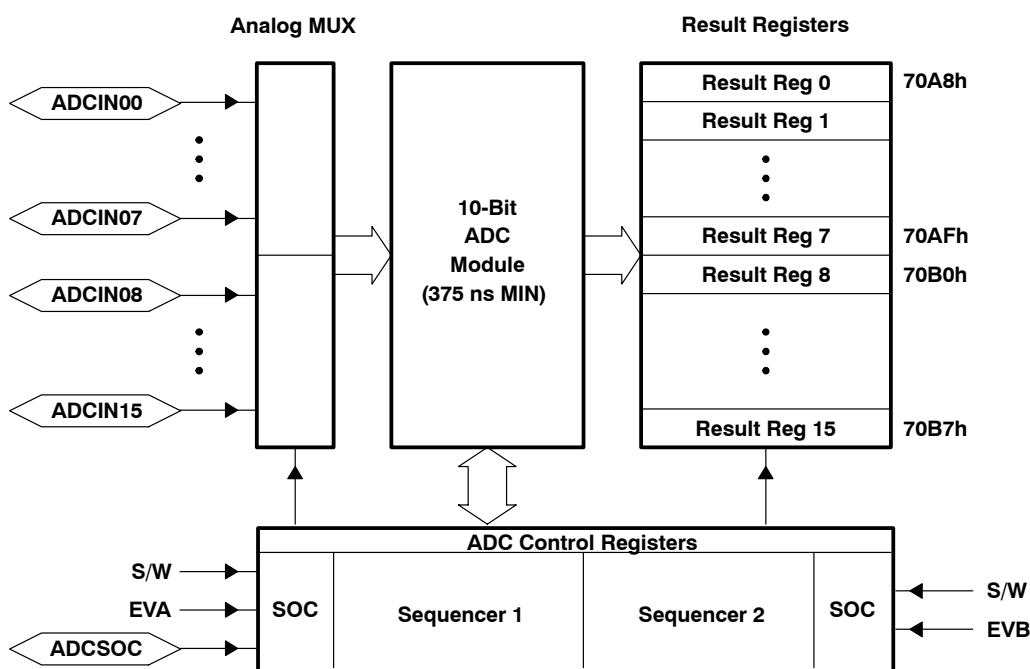 Analog MUX
Result Registers
ADCIN00
ADCIN07
ADCIN08
ADCIN15
10-Bit
ADC
Module
(375 ns MIN)
Result Reg 0
70A8h
Result Reg 1
Result Reg 7
70AFh
Result Reg 8
70B0h
Result Reg 15
70B7h
ADC Control Registers
S/W
EVA
ADCSOC
SOC
Sequencer 1
Sequencer 2
SOC
S/W
EVB